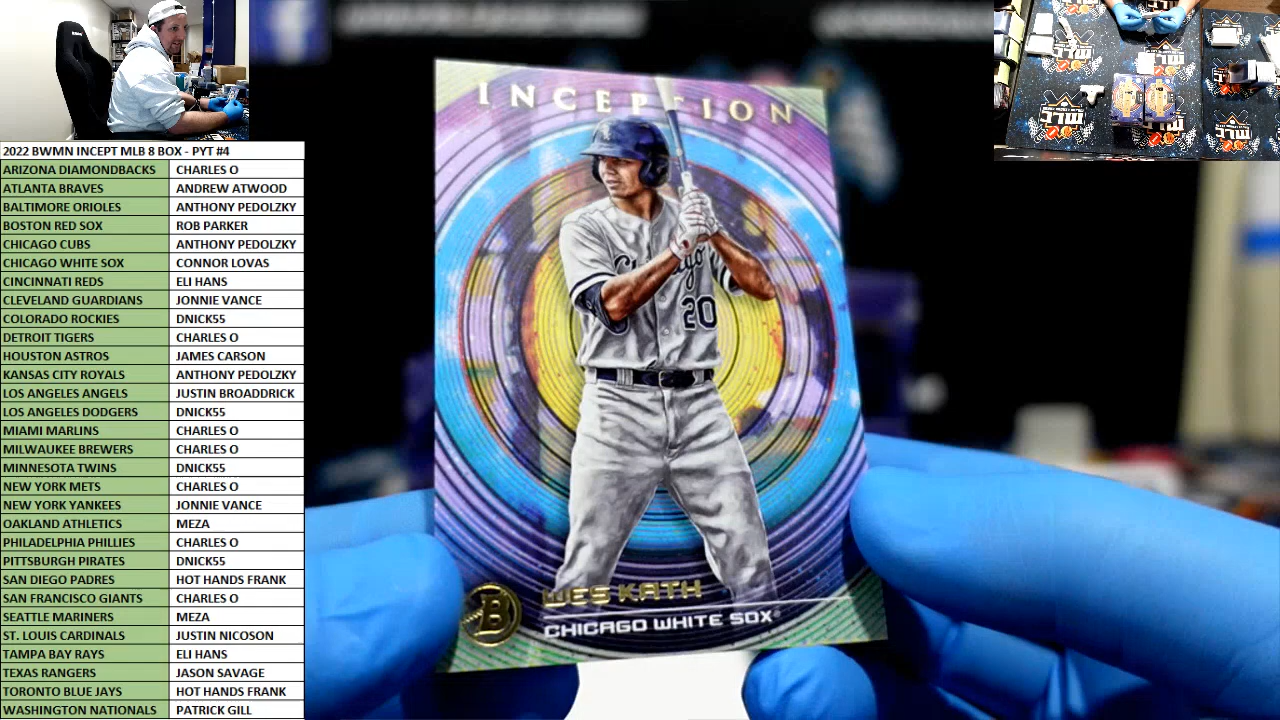 2022 BWMN INCEPT MLB 8 BOX - PYT #4
ARIZONA DIAMONDBACKS CHARLES O
ATLANTA BRAVES ANDREW ATWOOD
BALTIMORE ORIOLES ANTHONY PEDOLZKY
BOSTON RED SOX ROB PARKER
CHICAGO CUBS ANTHONY PEDOLZKY
CHICAGO WHITE SOX CONNOR LOVAS
CINCINNATI REDS ELI HANS
CLEVELAND GUARDIANS JONNIE VANCE
COLORADO ROCKIES DNICK55
DETROIT TIGERS CHARLES O
HOUSTON ASTROS JAMES CARSON
KANSAS CITY ROYALS ANTHONY PEDOLZKY
LOS ANGELES ANGELS JUSTIN BROADDRICK
LOS ANGELES DODGERS DNICK55
MIAMI MARLINS CHARLES O
MILWAUKEE BREWERS CHARLES O
MINNESOTA TWINS DNICK55
NEW YORK METS CHARLES O
NEW YORK YANKEES JONNIE VANCE
OAKLAND ATHLETICS MEZA
PHILADELPHIA PHILLIES CHARLES O
PITTSBURGH PIRATES DNICK55
SAN DIEGO PADRES HOT HANDS FRANK
SAN FRANCISCO GIANTS CHARLES O
SEATTLE MARINERS MEZA
ST. LOUIS CARDINALS JUSTIN NICOSON
TAMPA BAY RAYS ELI HANS
TEXAS RANGERS JASON SAVAGE
TORONTO BLUE JAYS HOT HANDS FRANK
WASHINGTON NATIONALS PATRICK GILL
INCEPTION
Chicago
20
B
WES KATH
CHICAGO WHITE SOX